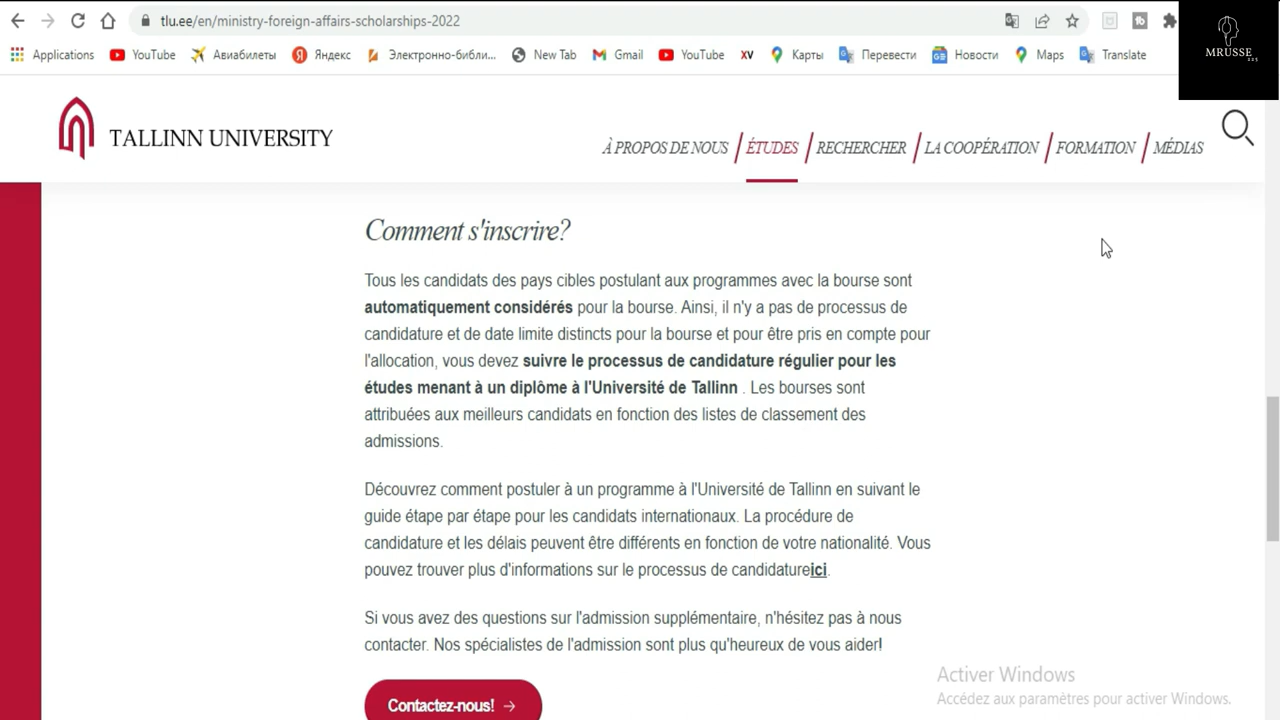 tlu.ee/en/ministry-foreign-affairs-scholarships-2022
Applications YouTube Авиабилеты Яндекс Электронно-библи... New Tab Gmail YouTube XV Карты Перевести Новости Maps Translate
MRUSSE
225
TALLINN UNIVERSITY
À PROPOS DE NOUS ÉTUDES RECHERCHER LA COOPÉRATION FORMATION MÉDIAS
Comment s'inscrire?
Tous les candidats des pays cibles postulant aux programmes avec la bourse sont
automatiquement considérés pour la bourse. Ainsi, il n'y a pas de processus de
candidature et de date limite distincts pour la bourse et pour être pris en compte pour
l'allocation, vous devez suivre le processus de candidature régulier pour les
études menant à un diplôme à l'Université de Tallinn . Les bourses sont
attribuées aux meilleurs candidats en fonction des listes de classement des
admissions.
Découvrez comment postuler à un programme à l'Université de Tallinn en suivant le
guide étape par étape pour les candidats internationaux. La procédure de
candidature et les délais peuvent être différents en fonction de votre nationalité. Vous
pouvez trouver plus d'informations sur le processus de candidatureici.
Si vous avez des questions sur l'admission supplémentaire, n'hésitez pas à nous
contacter. Nos spécialistes de l'admission sont plus qu'heureux de vous aider!
Contactez-nous! →
Activer Windows
Accédez aux paramètres pour activer Windows.